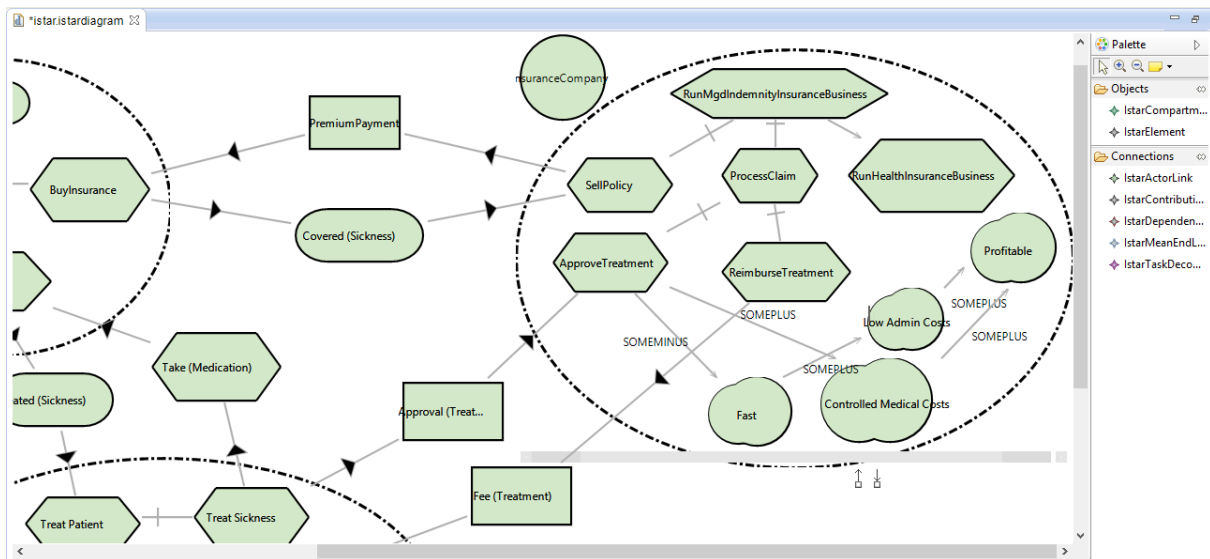 *istar.istardiagram
Palette
Objects
IstarCompartm...
IstarElement
Connections
IstarActorLink
IstarContributi...
IstarDependen...
IstarMeanEndL...
IstarTaskDeco...
nsuranceCompany
RunMgdIndemnityInsuranceBusiness
PremiumPayment
BuyInsurance
SellPolicy
ProcessClaim
RunHealthInsuranceBusiness
Covered (Sickness)
ApproveTreatment
ReimburseTreatment
Profitable
SOMEPLUS
SOMEPLUS
Low Admin Costs
SOMEMINUS
SOMEPLUS
Take (Medication)
SOMEPLUS
ated (Sickness)
Approval (Treat...
Fast
Controlled Medical Costs
Fee (Treatment)
Treat Patient
Treat Sickness